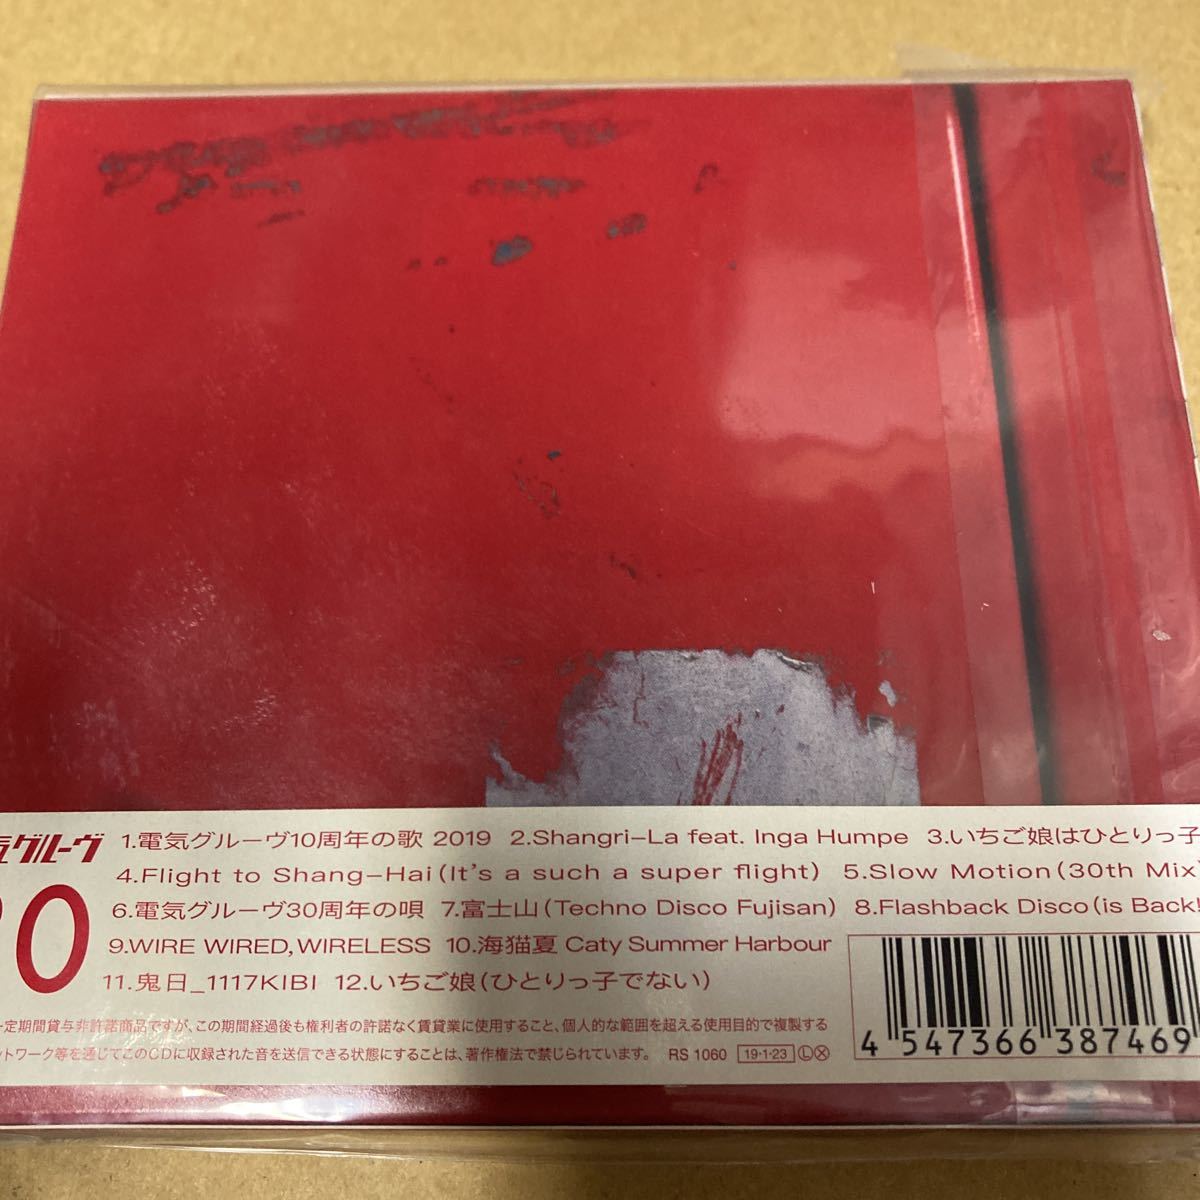 気グルーヴ
1.電気グルーヴ10周年の歌 2019 2.Shangri-La feat. Inga Humpe 3.いちご娘はひとりっ子
4.Flight to Shang-Hai(It's a such a super flight) 5.Slow Motion(30th Mix)
6.電気グルーヴ30周年の唄 7.富士山(Techno Disco Fujisan) 8.Flashback Disco(is Back!
0
9.WIRE WIRED,WIRELESS 10.海猫夏 Caty Summer Harbour
11.鬼日_1117KIBI 12.いちご娘(ひとりっ子でない)
一定期間貸与非許諾商品ですが、この期間経過後も権利者の許諾なく賃貸業に使用すること、個人的な範囲を超える使用目的で複製する
ットワーク等を通じてこのCDに収録された音を送信できる状態にすることは、著作権法で禁じられています。 RS 1060 19·1·23 Ⓛ Ⓧ
4 547366 387469